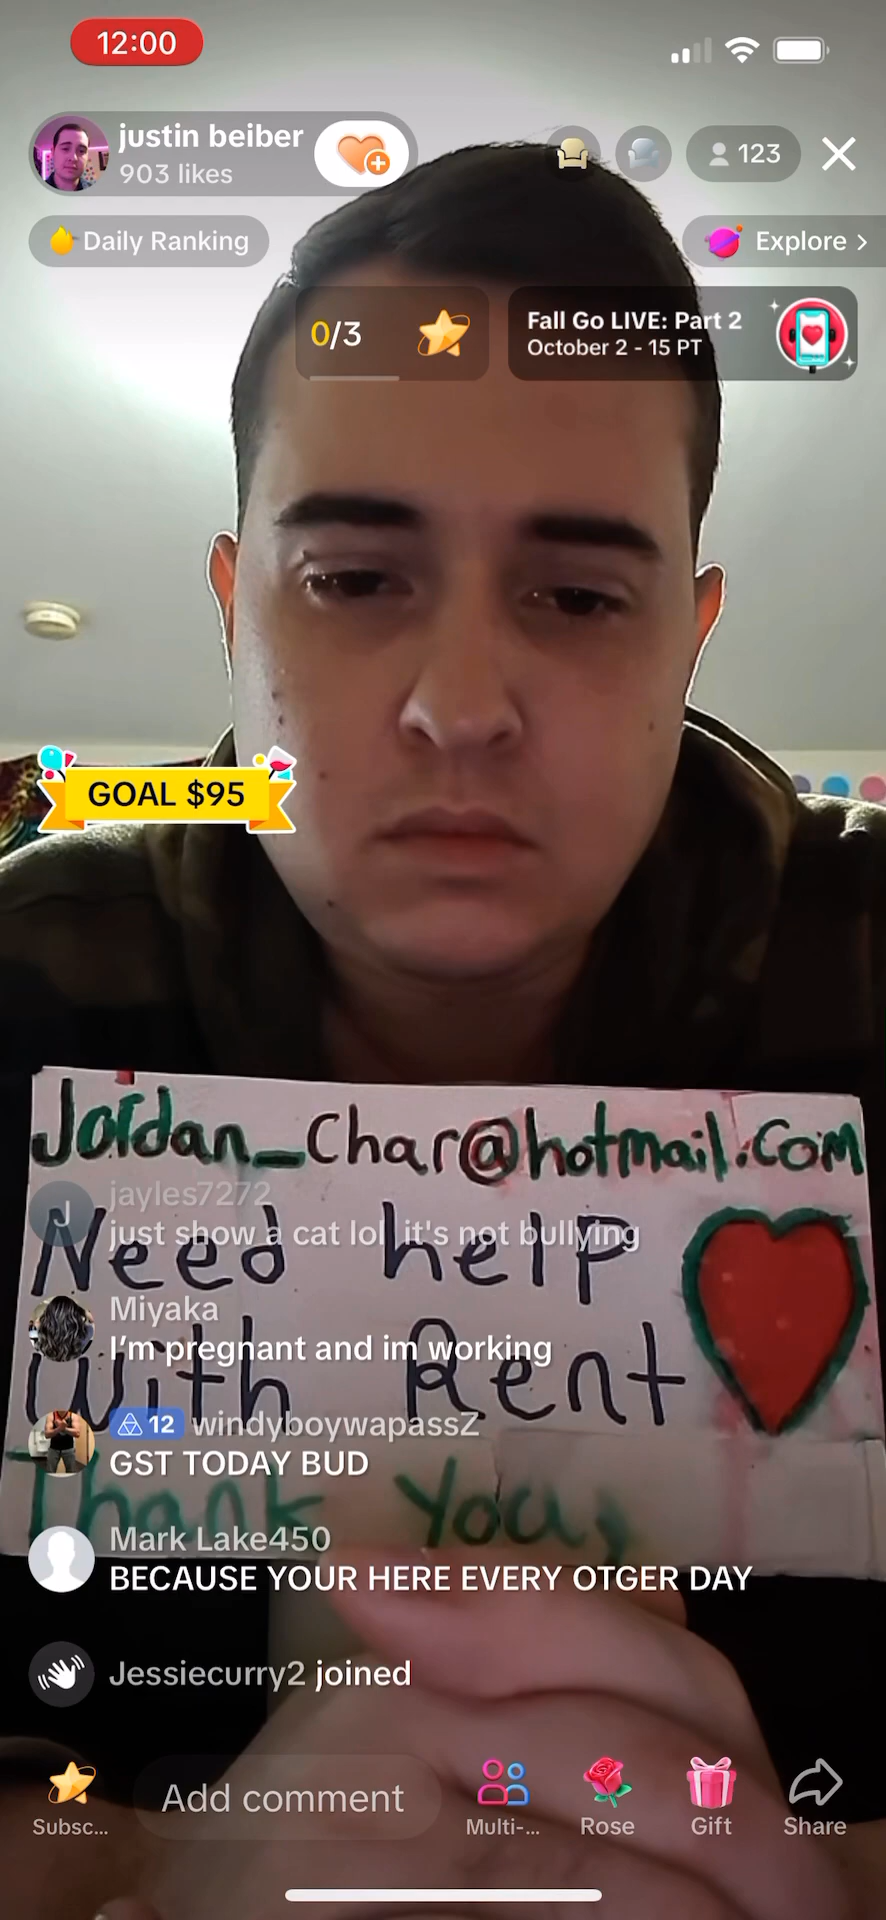 12:00
justin beiber
903 likes
123
Daily Ranking
Explore >
0/3
Fall Go LIVE: Part 2
October 2 - 15 PT
GOAL $95
Jordan_Char@hotmail.com
Need help
With Rent
Thank You,
J
jayles7272
just show a cat lol it's not bullying
Miyaka
I'm pregnant and im working
12 windyboywapassZ
GST TODAY BUD
Mark Lake450
BECAUSE YOUR HERE EVERY OTGER DAY
Jessiecurry2 joined
Add comment
Subsc... Multi-... Rose Gift Share